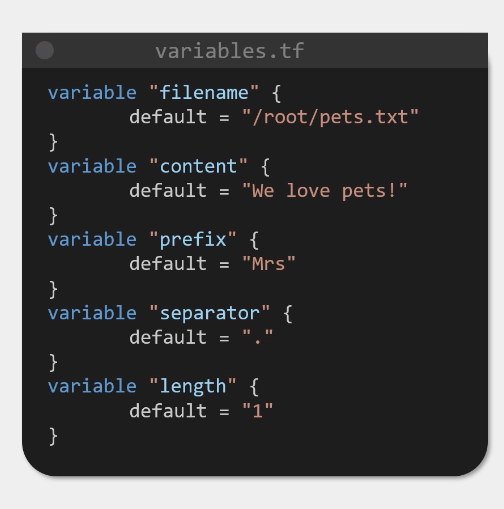 variables.tf
variable "filename" {
        default = "/root/pets.txt"
}
variable "content" {
        default = "We love pets!"
}
variable "prefix" {
        default = "Mrs"
}
variable "separator" {
        default = "."
}
variable "length" {
        default = "1"
}